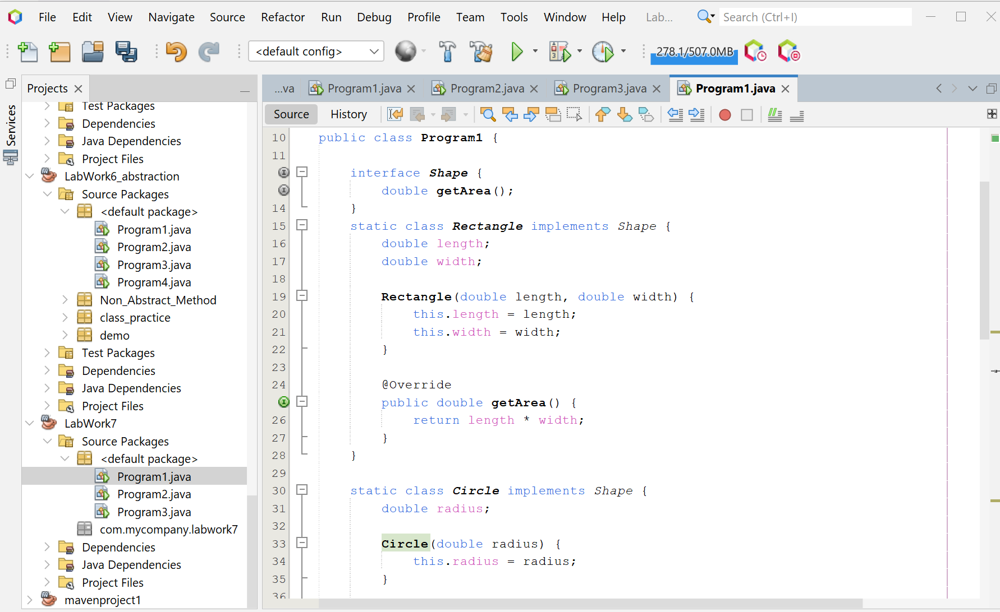 File Edit View Navigate Source Refactor Run Debug Profile Team Tools Window Help Lab... Search (Ctrl+I)
<default config> 278.1/507.0MB
Services
Projects
Test Packages
Dependencies
Java Dependencies
Project Files
LabWork6_abstraction
Source Packages
<default package>
Program1.java
Program2.java
Program3.java
Program4.java
Non_Abstract_Method
class_practice
demo
Test Packages
Dependencies
Java Dependencies
Project Files
LabWork7
Source Packages
<default package>
Program1.java
Program2.java
Program3.java
com.mycompany.labwork7
Dependencies
Java Dependencies
Project Files
mavenproject1
...va Program1.java Program2.java Program3.java Program1.java
Source History
10 public class Program1 {
11
interface Shape {
double getArea();
14 }
15 static class Rectangle implements Shape {
16 double length;
17 double width;
18
19 Rectangle(double length, double width) {
20 this.length = length;
21 this.width = width;
22 }
23
24 @Override
public double getArea() {
26 return length * width;
27 }
28 }
29
30 static class Circle implements Shape {
31 double radius;
32
33 Circle(double radius) {
34 this.radius = radius;
35 }
36